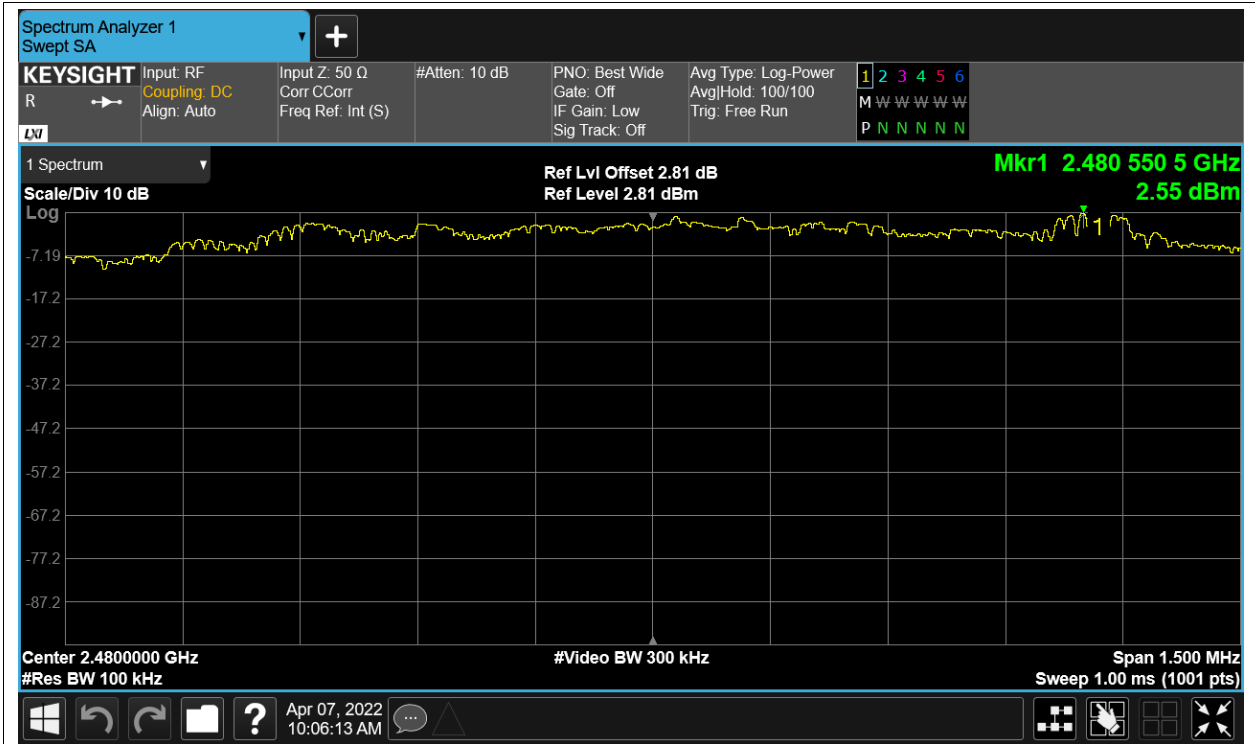 Spectrum Analyzer 1
Swept SA
KEYSIGHT
R
LXI
Input: RF
Coupling: DC
Align: Auto
Input Z: 50 Ω
Corr CCorr
Freq Ref: Int (S)
#Atten: 10 dB
PNO: Best Wide
Gate: Off
IF Gain: Low
Sig Track: Off
Avg Type: Log-Power
Avg|Hold: 100/100
Trig: Free Run
1 2 3 4 5 6
M W W W W W
P N N N N N
1 Spectrum
Scale/Div 10 dB
Log
Ref Lvl Offset 2.81 dB
Ref Level 2.81 dBm
Mkr1 2.480 550 5 GHz
2.55 dBm
1
-7.19
-17.2
-27.2
-37.2
-47.2
-57.2
-67.2
-77.2
-87.2
Center 2.4800000 GHz
#Res BW 100 kHz
#Video BW 300 kHz
Span 1.500 MHz
Sweep 1.00 ms (1001 pts)
?
Apr 07, 2022
10:06:13 AM